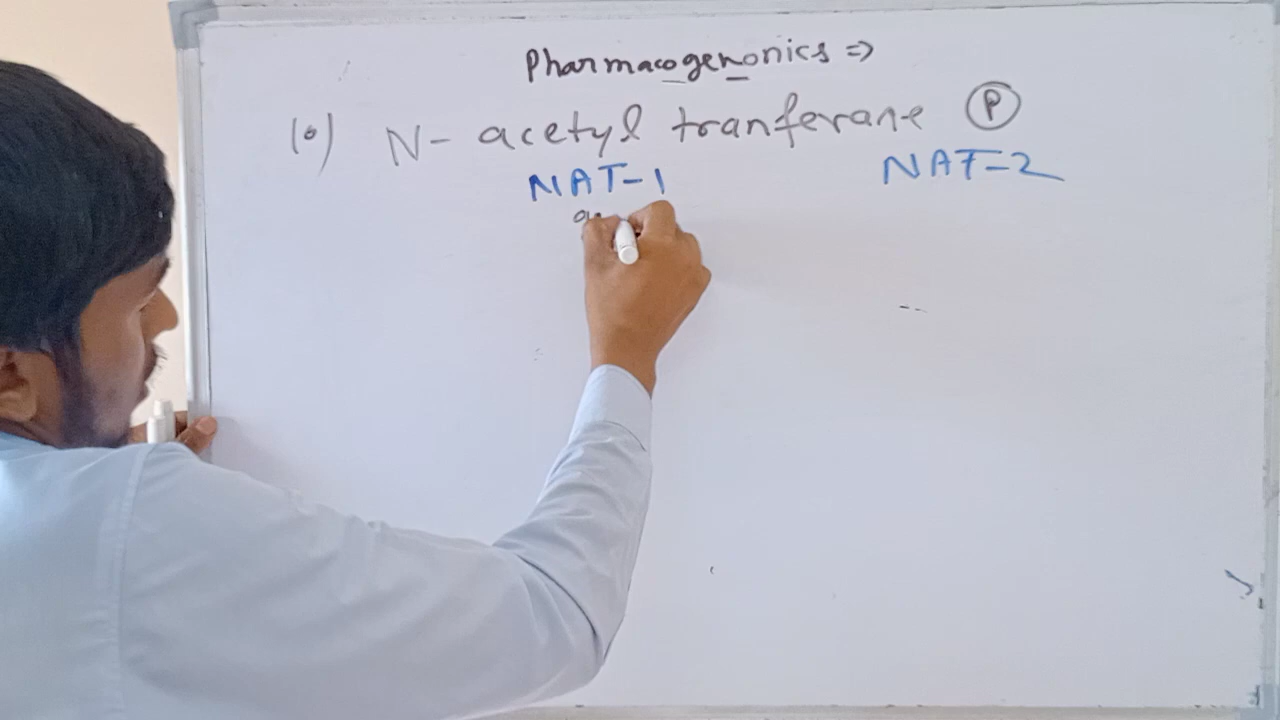 Pharmacogenonics ⇒
(o) N- acetyl tranferane Ⓟ
NAT-1 NAT-2